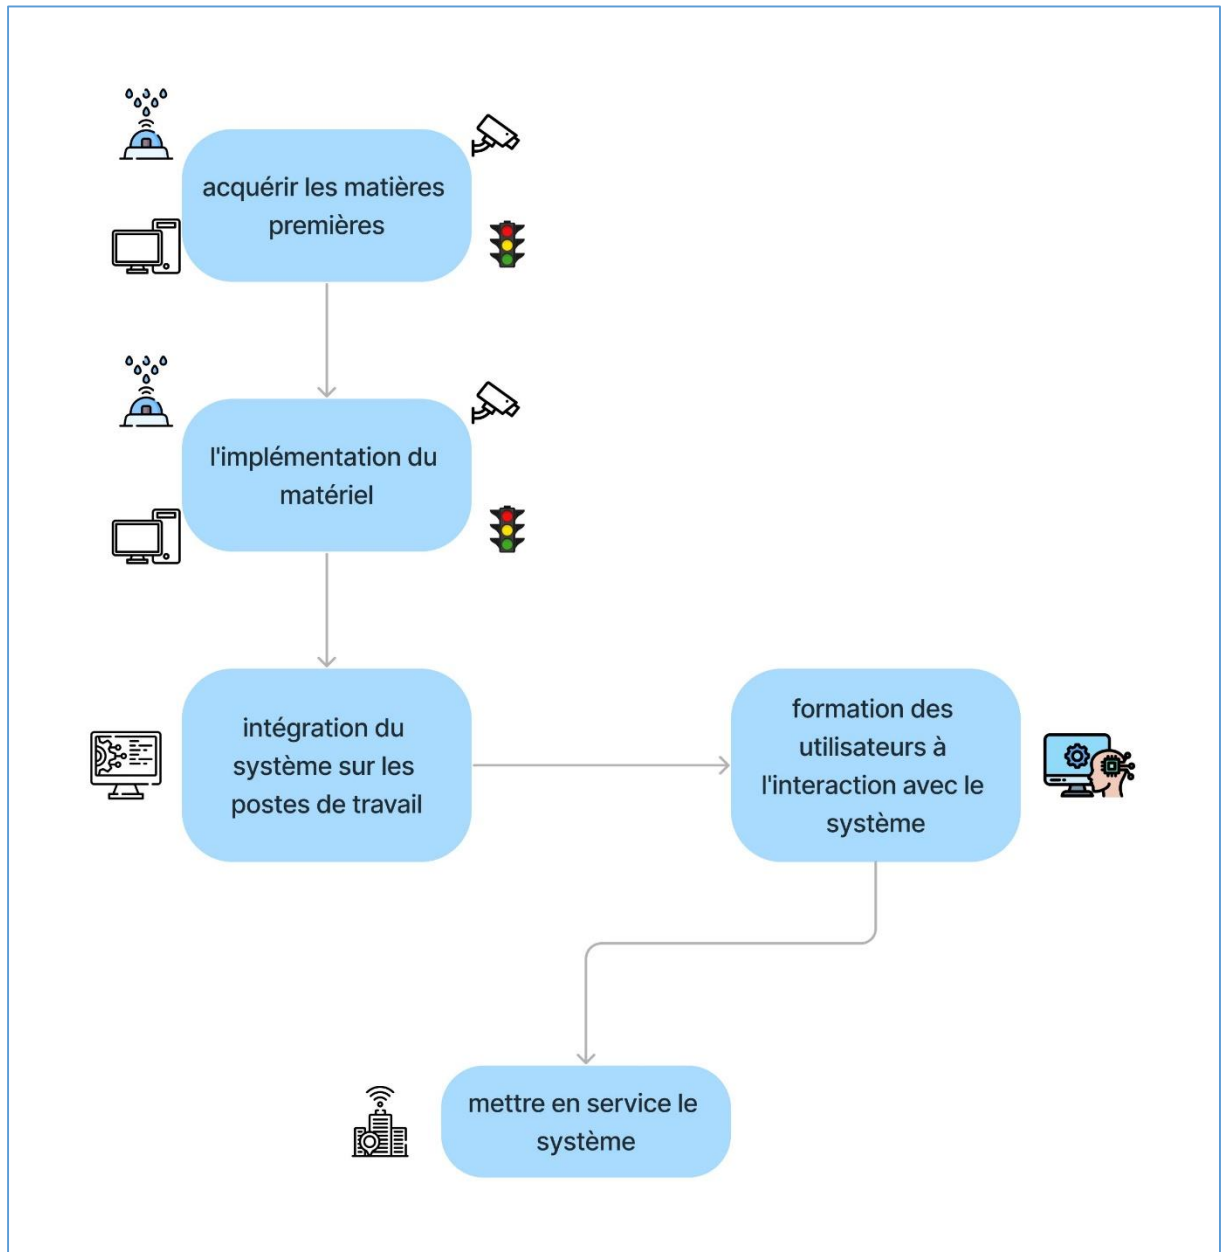 acquérir les matières
premières
l'implémentation du
matériel
intégration du
système sur les
postes de travail
formation des
utilisateurs à
l'interaction avec le
système
mettre en service le
système